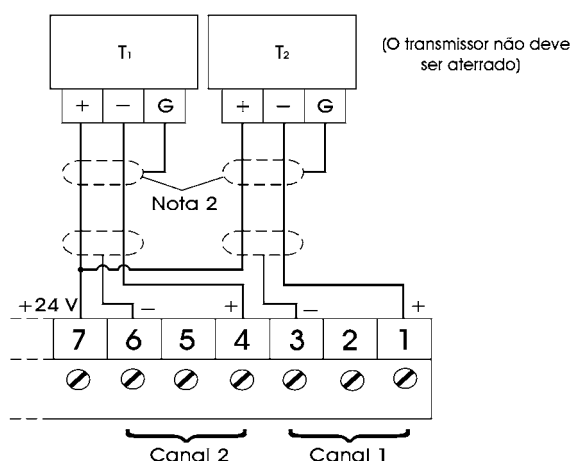 T1
T2
(O transmissor não deve
ser aterrado)
+ − G
+ − G
Nota 2
+24 V − + − +
7 6 5 4 3 2 1
Canal 2
Canal 1